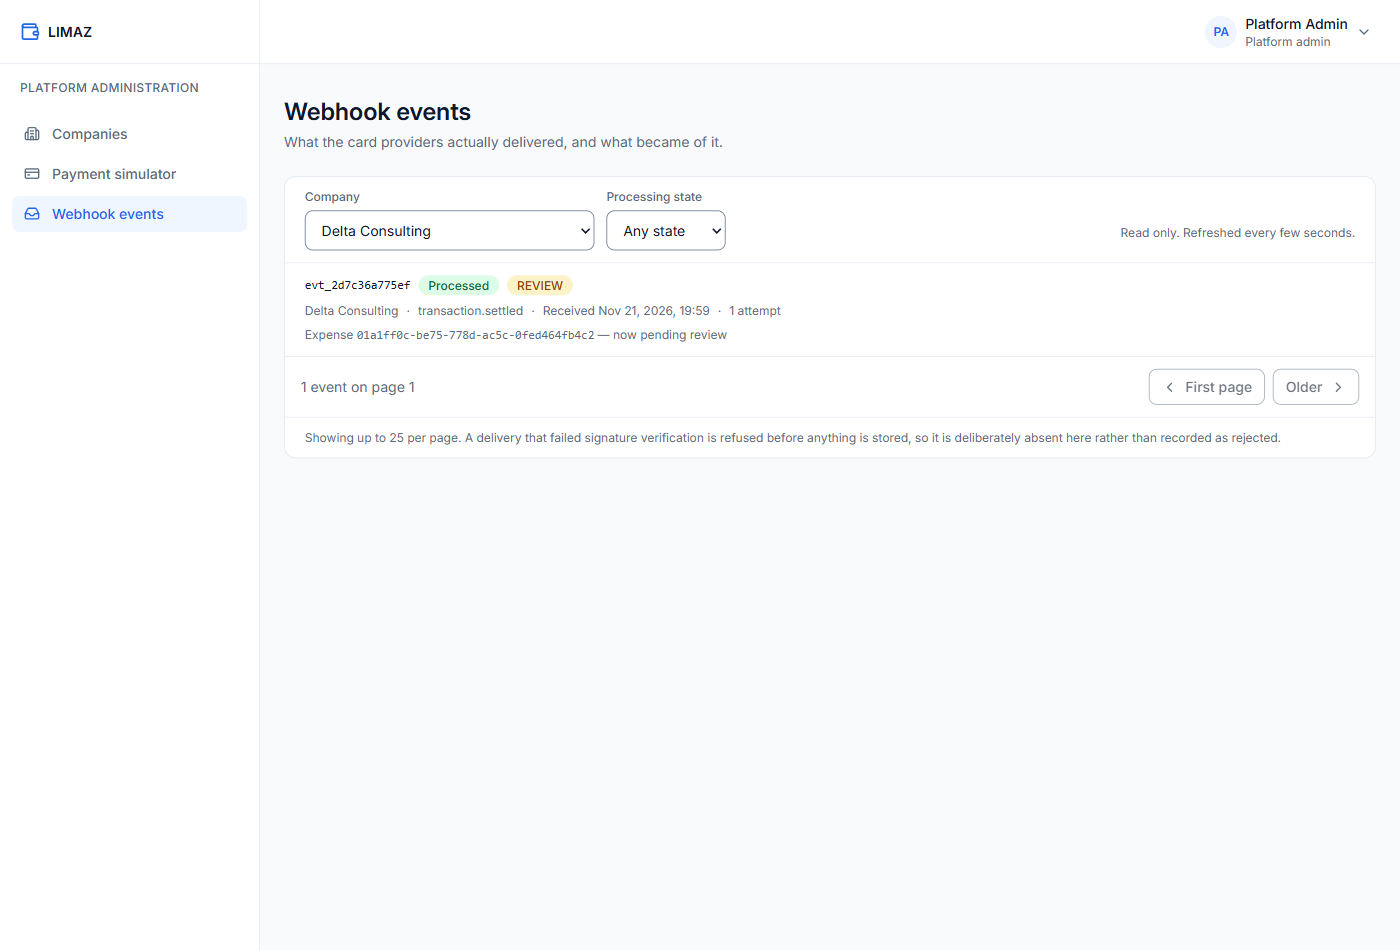 LIMAZ
PA
Platform Admin
Platform admin
PLATFORM ADMINISTRATION
Companies
Payment simulator
Webhook events
Webhook events
What the card providers actually delivered, and what became of it.
Company
Processing state
Delta Consulting
Any state
Read only. Refreshed every few seconds.
evt_2d7c36a775ef Processed REVIEW
Delta Consulting · transaction.settled · Received Nov 21, 2026, 19:59 · 1 attempt
Expense 01a1ff0c-be75-778d-ac5c-0fed464fb4c2 — now pending review
1 event on page 1
First page
Older
Showing up to 25 per page. A delivery that failed signature verification is refused before anything is stored, so it is deliberately absent here rather than recorded as rejected.